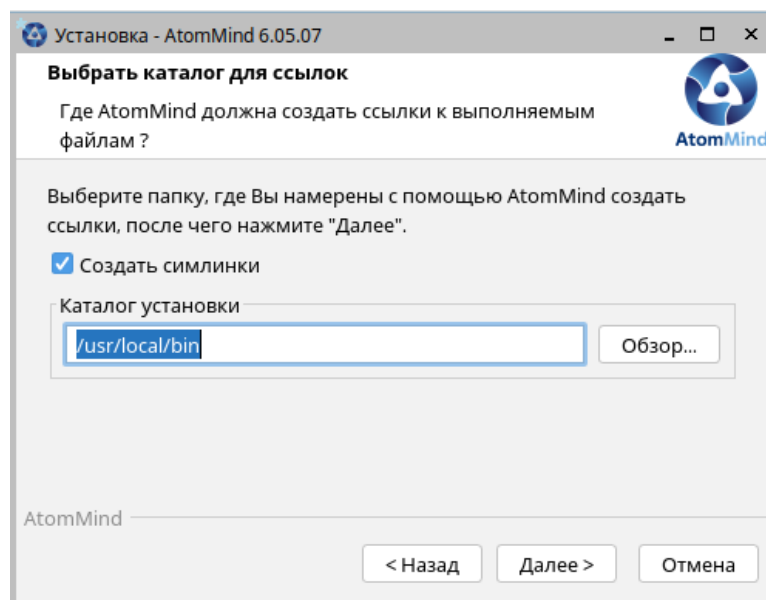 Установка - AtomMind 6.05.07
Выбрать каталог для ссылок
Где AtomMind должна создать ссылки к выполняемым
файлам ?
AtomMind
Выберите папку, где Вы намерены с помощью AtomMind создать
ссылки, после чего нажмите "Далее".
Создать симлинки
Каталог установки
/usr/local/bin
Обзор...
AtomMind
< Назад
Далее >
Отмена